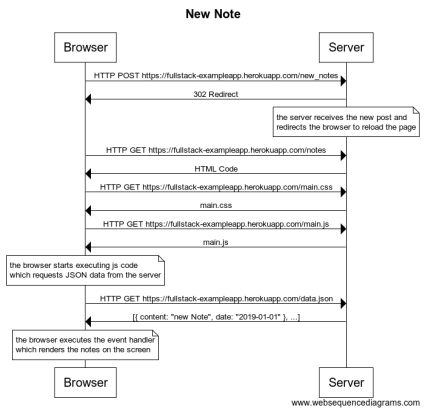 New Note
Browser
Server
HTTP POST https://fullstack-exampleapp.herokuapp.com/new_notes
302 Redirect
the server receives the new post and
redirects the browser to reload the page
HTTP GET https://fullstack-exampleapp.herokuapp.com/notes
HTML Code
HTTP GET https://fullstack-exampleapp.herokuapp.com/main.css
main.css
HTTP GET https://fullstack-exampleapp.herokuapp.com/main.js
main.js
the browser starts executing js code
which requests JSON data from the server
HTTP GET https://fullstack-exampleapp.herokuapp.com/data.json
[{ content: "new Note", date: "2019-01-01" }, ...]
the browser executes the event handler
which renders the notes on the screen
Browser
Server
www.websequencediagrams.com